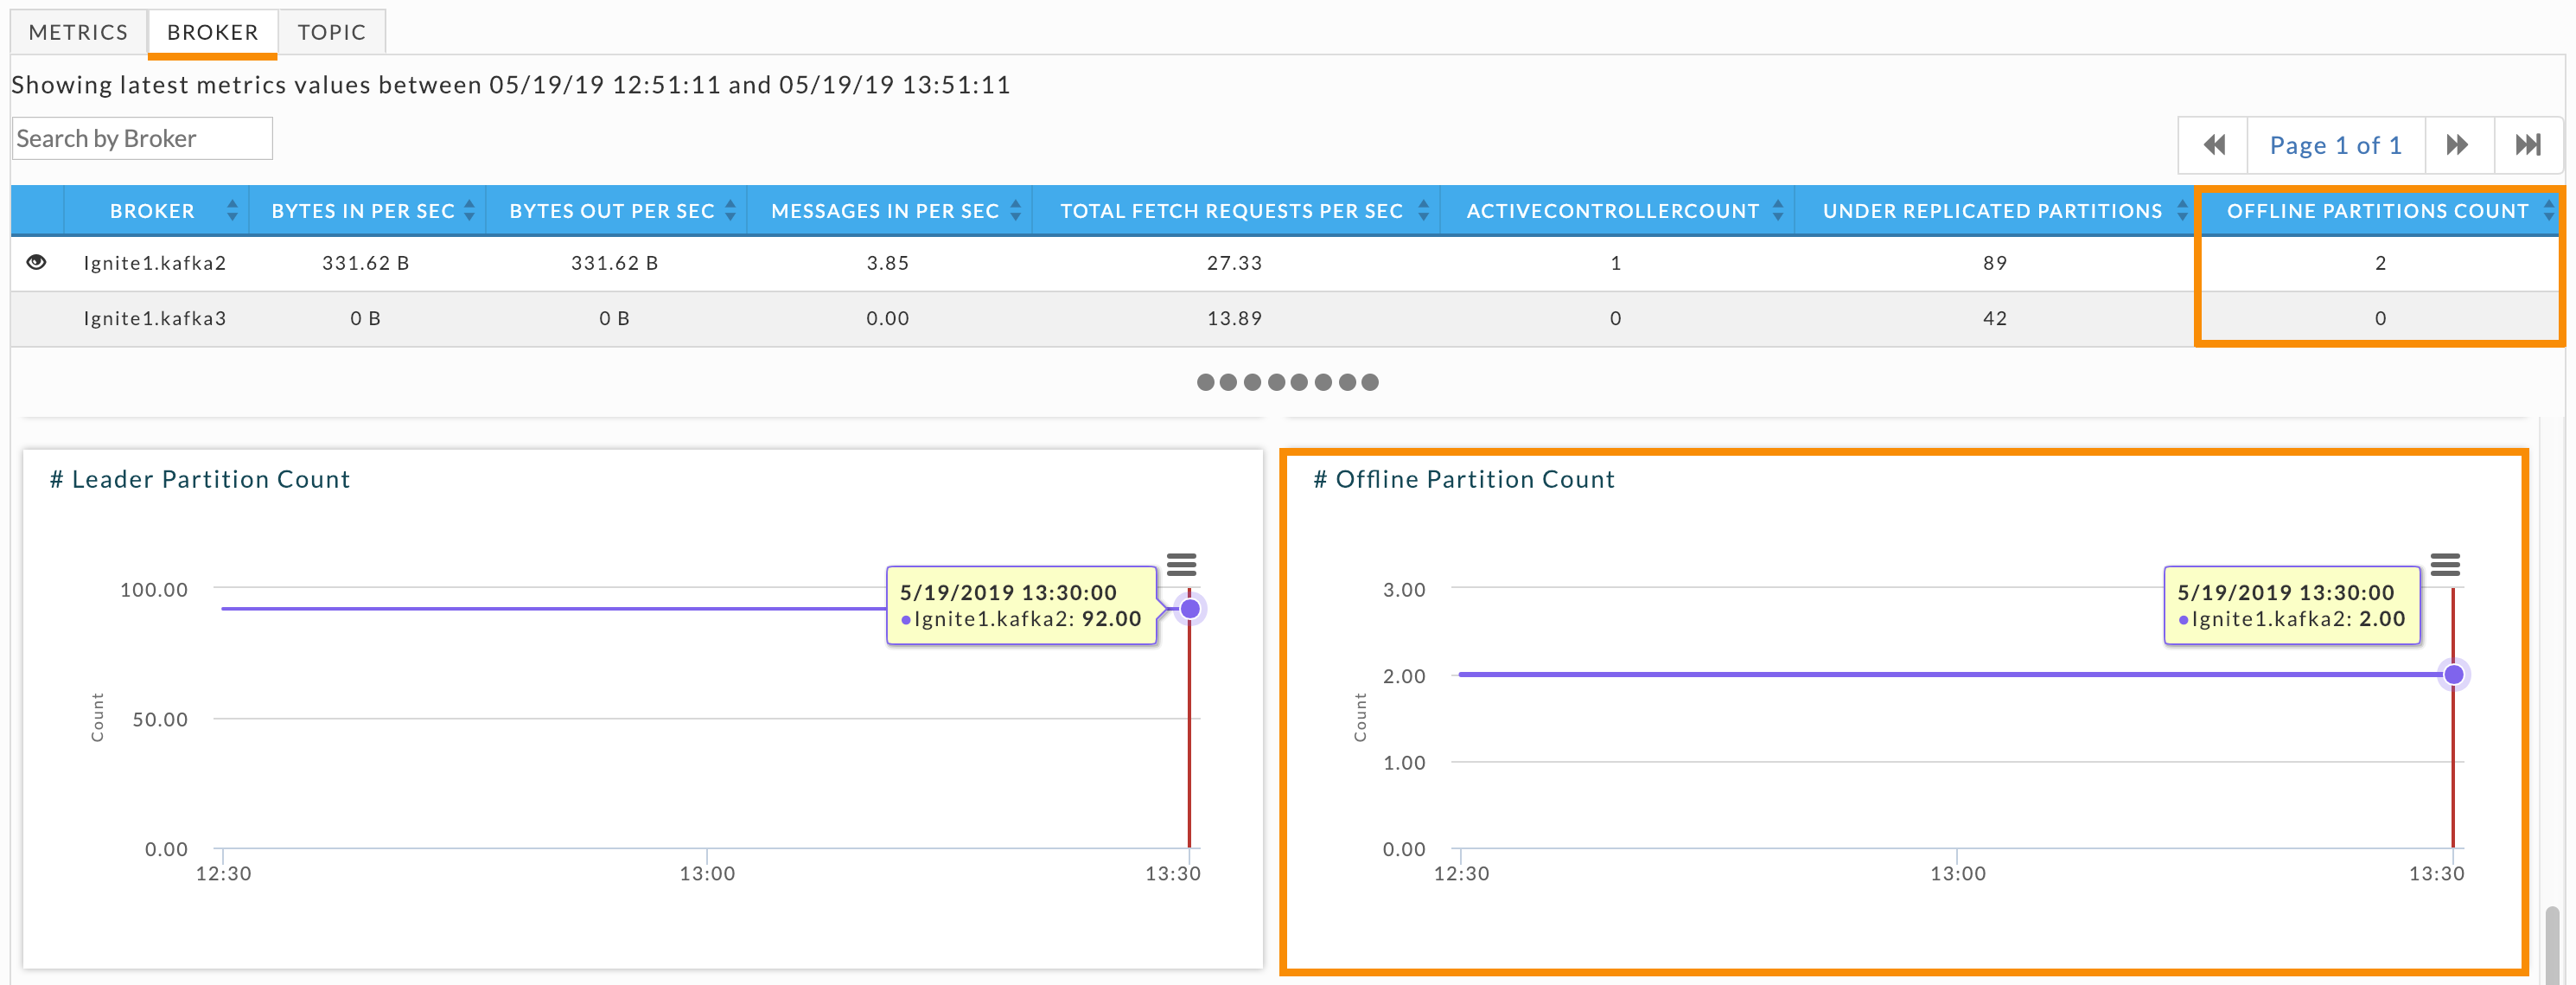 METRICS BROKER TOPIC
Showing latest metrics values between 05/19/19 12:51:11 and 05/19/19 13:51:11
Search by Broker
Page 1 of 1
BROKER BYTES IN PER SEC BYTES OUT PER SEC MESSAGES IN PER SEC TOTAL FETCH REQUESTS PER SEC ACTIVECONTROLLERCOUNT UNDER REPLICATED PARTITIONS OFFLINE PARTITIONS COUNT
Ignite1.kafka2 331.62 B 331.62 B 3.85 27.33 1 89 2
Ignite1.kafka3 0 B 0 B 0.00 13.89 0 42 0
# Leader Partition Count
100.00
50.00
0.00
Count
5/19/2019 13:30:00
Ignite1.kafka2: 92.00
12:30 13:00 13:30
# Offline Partition Count
3.00
2.00
1.00
0.00
Count
5/19/2019 13:30:00
Ignite1.kafka2: 2.00
12:30 13:00 13:30